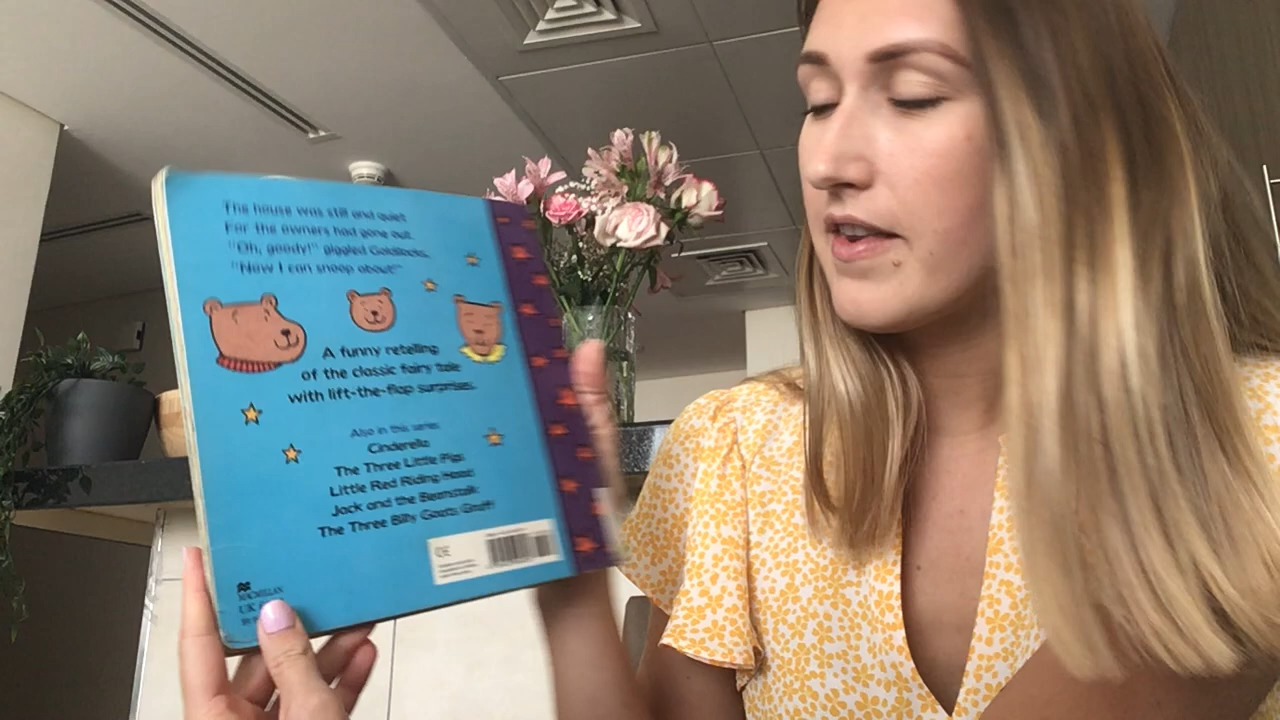 The house was still and quiet
For the owners had gone out.
"Oh, goody!" giggled Goldilocks,
"Now I can snoop about!"
A funny retelling
of the classic fairy tale
with lift-the-flap surprises.
Also in this series
Cinderella
The Three Little Pigs
Little Red Riding Hood
Jack and the Beanstalk
The Three Billy Goats Gruff
MACMILLAN
UK